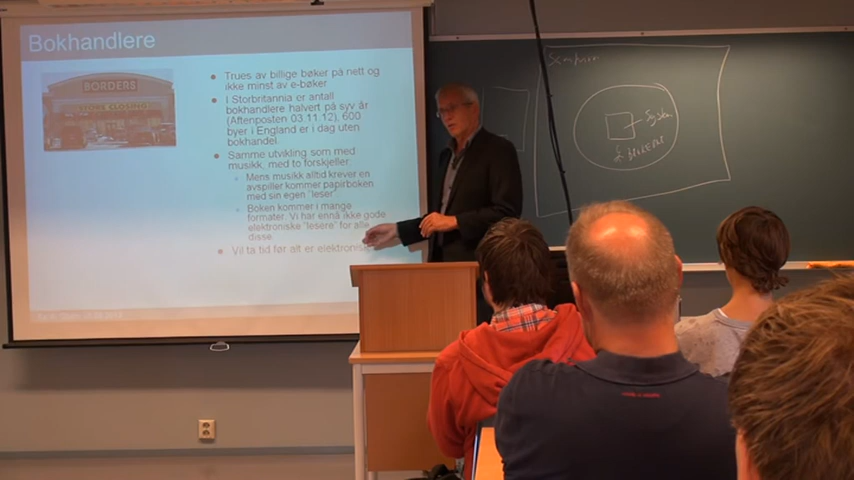 Bokhandlere
BORDERS
STORE CLOSING
Trues av billige bøker på nett og
ikke minst av e-bøker
I Storbritannia er antall
bokhandlere halvert på syv år
(Aftenposten 03.11.12), 600
byer i England er i dag uten
bokhandel.
Samme utvikling som med
musikk, med to forskjeller:
Mens musikk alltid krever en
avspiller kommer papirboken
med sin egen "leser"
Boken kommer i mange
formater. Vi har ennå ikke gode
elektroniske "lesere" for alle
disse.
Vil ta tid før alt er elektronisk